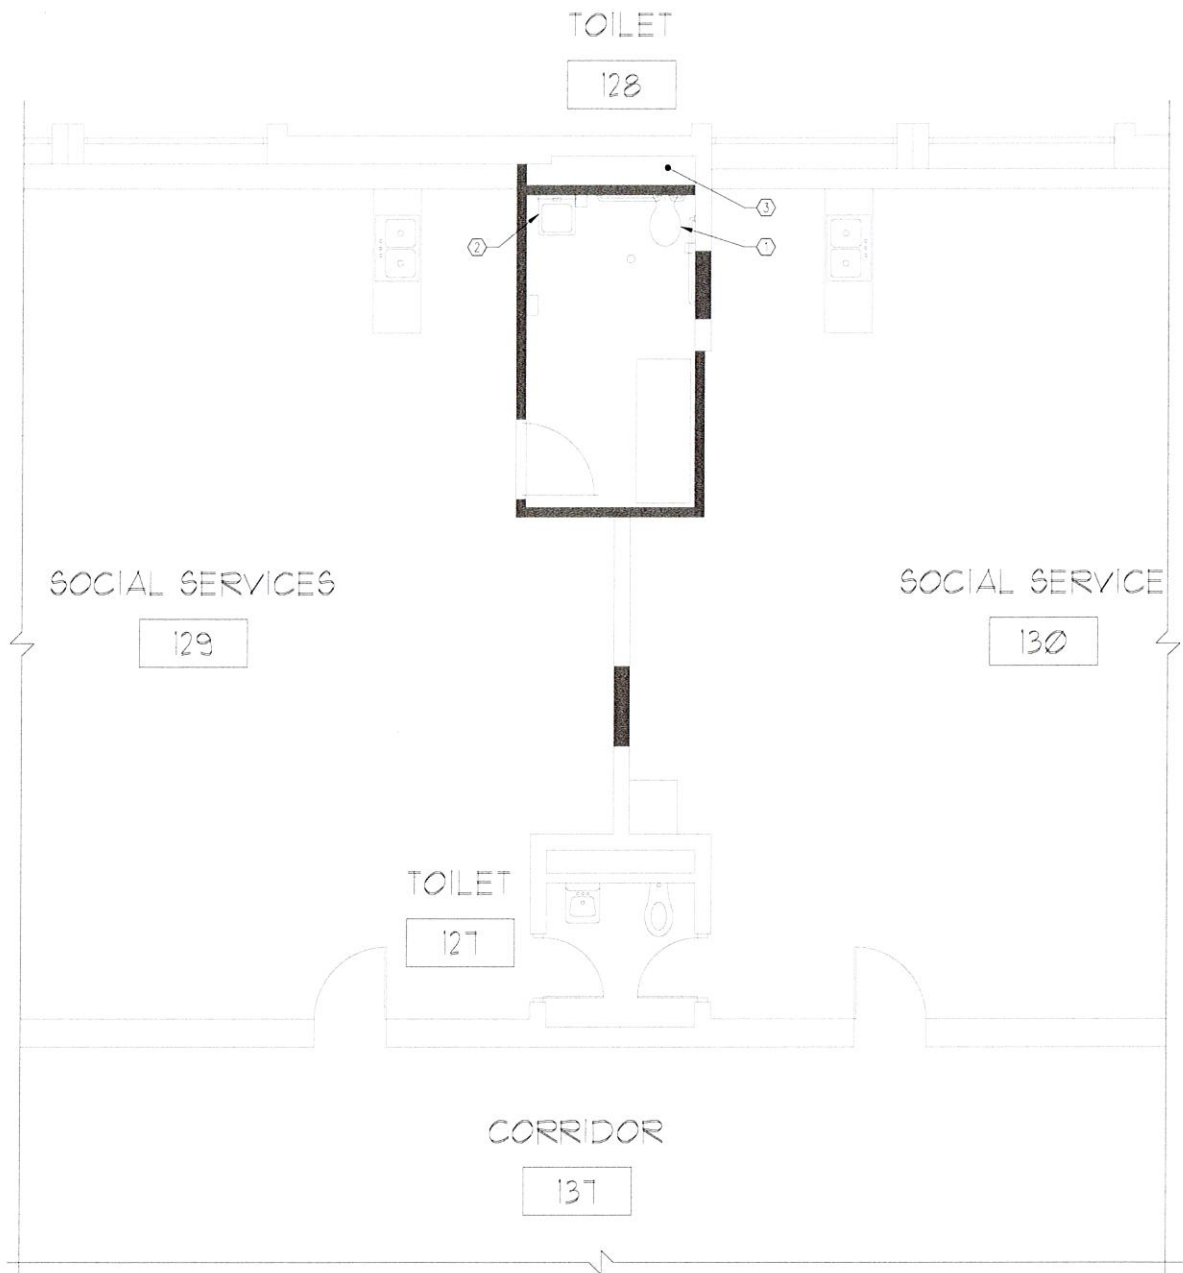 TOILET
128
3
2
1
SOCIAL SERVICES
129
SOCIAL SERVICE
130
TOILET
127
CORRIDOR
137